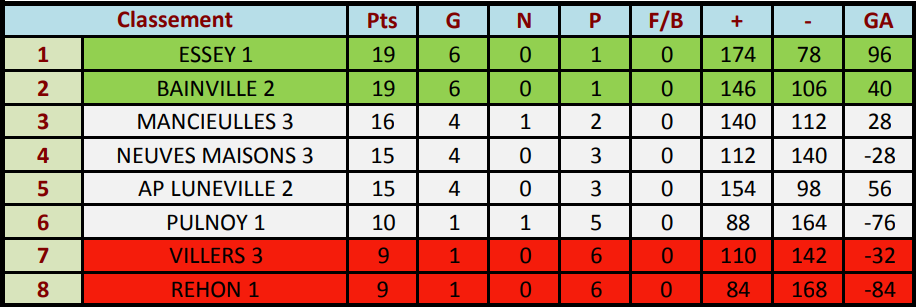 Classement Pts G N P F/B + - GA
1 ESSEY 1 19 6 0 1 0 174 78 96
2 BAINVILLE 2 19 6 0 1 0 146 106 40
3 MANCIEULLES 3 16 4 1 2 0 140 112 28
4 NEUVES MAISONS 3 15 4 0 3 0 112 140 -28
5 AP LUNEVILLE 2 15 4 0 3 0 154 98 56
6 PULNOY 1 10 1 1 5 0 88 164 -76
7 VILLERS 3 9 1 0 6 0 110 142 -32
8 REHON 1 9 1 0 6 0 84 168 -84